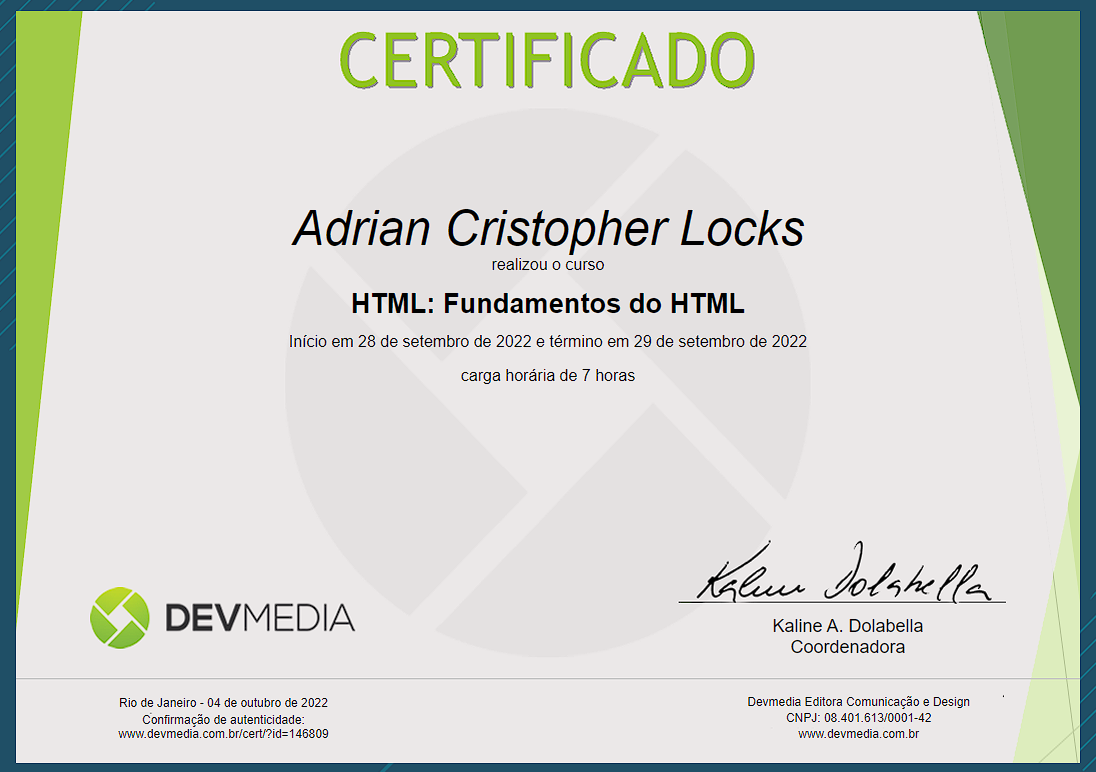 CERTIFICADO
Adrian Cristopher Locks
realizou o curso
HTML: Fundamentos do HTML
Início em 28 de setembro de 2022 e término em 29 de setembro de 2022
carga horária de 7 horas
Kaline Dolabella
DEVMEDIA
Kaline A. Dolabella
Coordenadora
Rio de Janeiro - 04 de outubro de 2022
Confirmação de autenticidade:
www.devmedia.com.br/cert/?id=146809
Devmedia Editora Comunicação e Design
CNPJ: 08.401.613/0001-42
www.devmedia.com.br